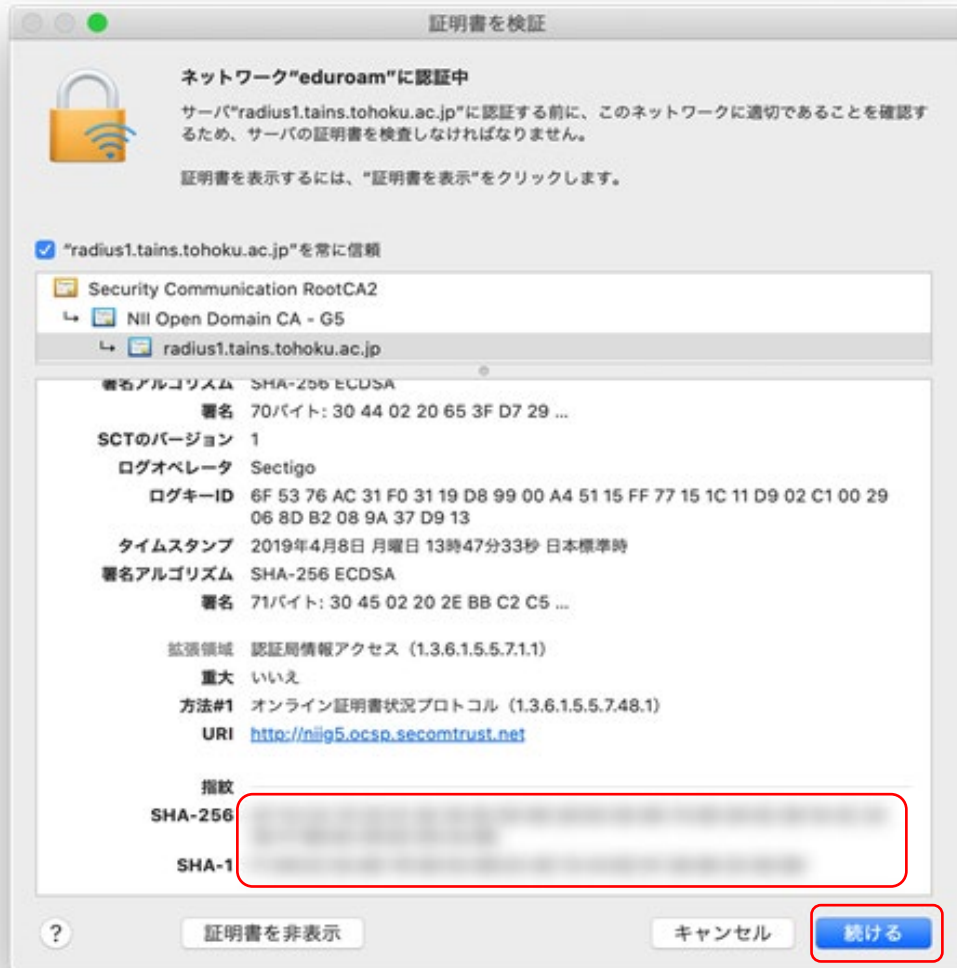 証明書を検証
ネットワーク“eduroam”に認証中
サーバ“radius1.tains.tohoku.ac.jp”に認証する前に、このネットワークに適切であることを確認す
るため、サーバの証明書を検査しなければなりません。
証明書を表示するには、“証明書を表示”をクリックします。
“radius1.tains.tohoku.ac.jp”を常に信頼
Security Communication RootCA2
↳ NII Open Domain CA - G5
↳ radius1.tains.tohoku.ac.jp
署名アルゴリズム SHA-256 ECDSA
署名 70バイト: 30 44 02 20 65 3F D7 29 ...
SCTのバージョン 1
ログオペレータ Sectigo
ログキーID 6F 53 76 AC 31 F0 31 19 D8 99 00 A4 51 15 FF 77 15 1C 11 D9 02 C1 00 29
06 8D B2 08 9A 37 D9 13
タイムスタンプ 2019年4月8日 月曜日 13時47分33秒 日本標準時
署名アルゴリズム SHA-256 ECDSA
署名 71バイト: 30 45 02 20 2E BB C2 C5 ...
拡張領域 認証局情報アクセス（1.3.6.1.5.5.7.1.1）
重大 いいえ
方法#1 オンライン証明書状況プロトコル（1.3.6.1.5.5.7.48.1）
URI http://niig5.ocsp.secomtrust.net
指紋
SHA-256
SHA-1
? 証明書を非表示 キャンセル 続ける